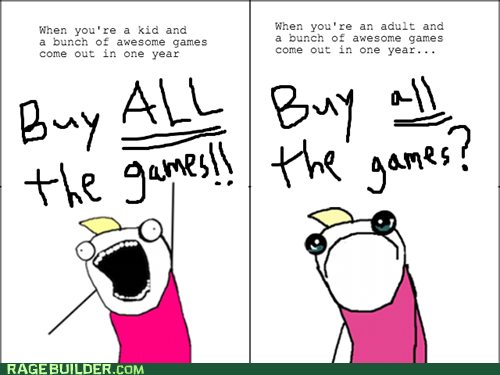 When you're a kid and
a bunch of awesome games
come out in one year
Buy ALL
the games!!
When you're an adult and
a bunch of awesome games
come out in one year...
Buy all
the games?
RAGEBUILDER.COM